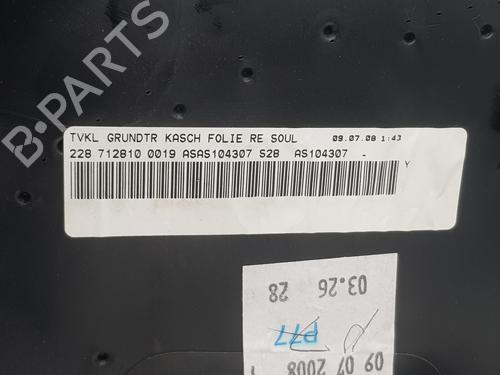 TVKL GRUNDTR KASCH FOLIE RE SOUL 09.07.08 1:43
228 712810 0019 ASAS104307 S28 AS104307 -
Y
03.26
28
P77
09 07 2008
B-PARTS